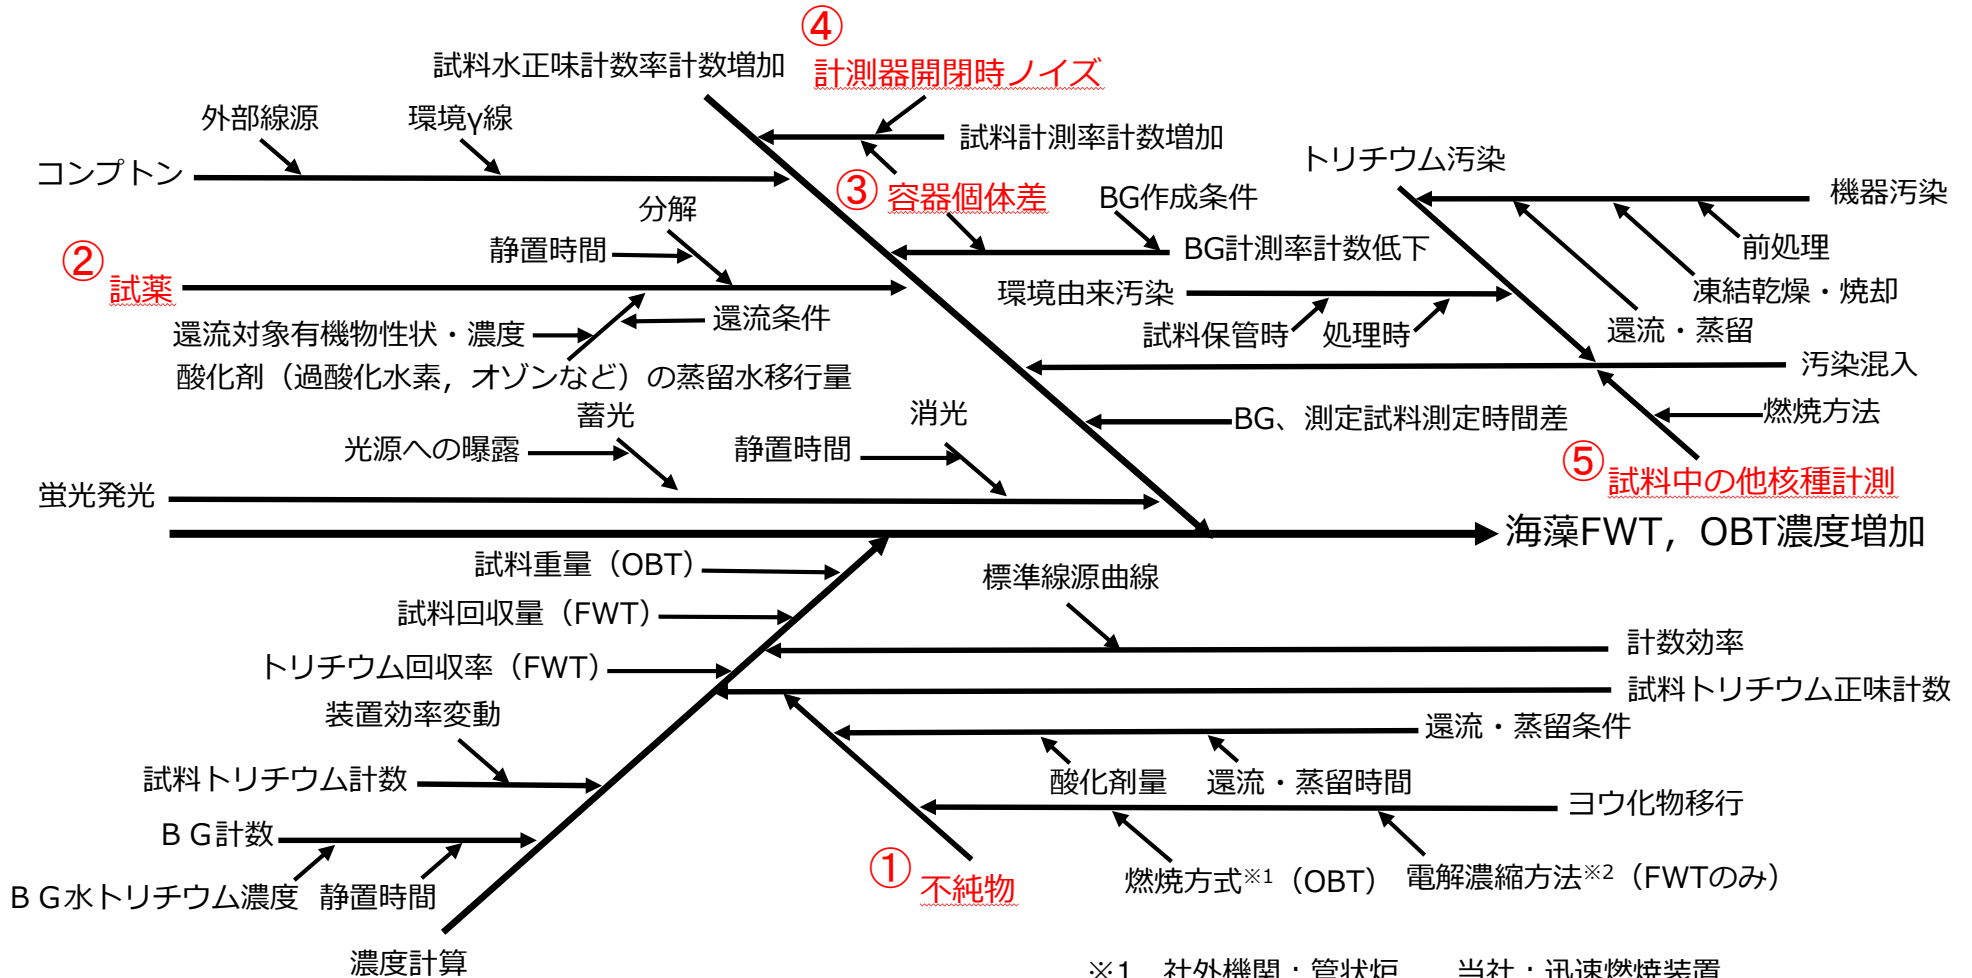 ④
試料水正味計数率計数増加
計測器開閉時ノイズ
外部線源
環境γ線
試料計測率計数増加
トリチウム汚染
コンプトン
③
容器個体差
BG作成条件
機器汚染
分解
静置時間
BG計測率計数低下
前処理
②
試薬
環境由来汚染
凍結乾燥・焼却
還流対象有機物性状・濃度
還流条件
試料保管時
処理時
還流・蒸留
酸化剤（過酸化水素，オゾンなど）の蒸留水移行量
汚染混入
蓄光
消光
BG、測定試料測定時間差
燃焼方法
光源への曝露
静置時間
⑤
試料中の他核種計測
蛍光発光
海藻FWT，OBT濃度増加
試料重量（OBT）
標準線源曲線
試料回収量（FWT）
計数効率
トリチウム回収率（FWT）
試料トリチウム正味計数
装置効率変動
還流・蒸留条件
試料トリチウム計数
酸化剤量
還流・蒸留時間
ヨウ化物移行
ＢＧ計数
①
不純物
燃焼方式※1（OBT）
電解濃縮方法※2（FWTのみ）
ＢＧ水トリチウム濃度
静置時間
濃度計算
※1　社外機関：管状炉　　当社：迅速燃焼装置